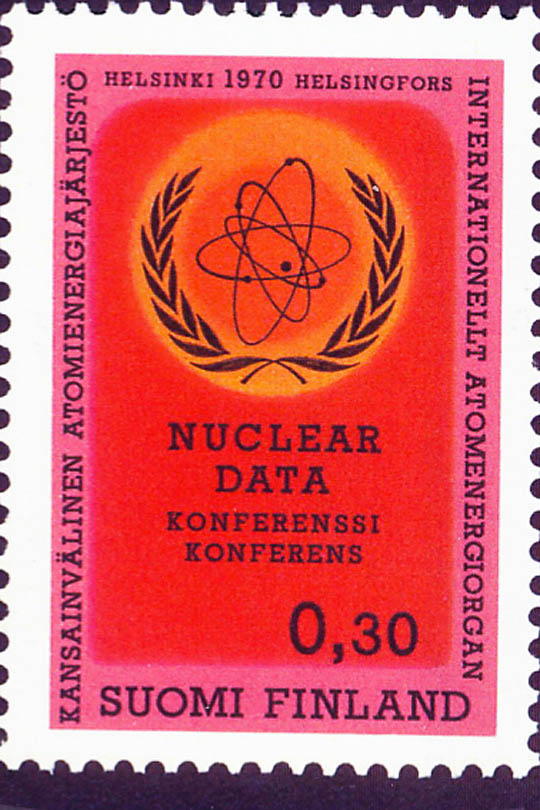 HELSINKI 1970 HELSINGFORS
KANSAINVÄLINEN ATOMIENERGIAJÄRJESTÖ
INTERNATIONELLT ATOMENERGIORGAN
NUCLEAR
DATA
KONFERENSSI
KONFERENS
0,30
SUOMI FINLAND